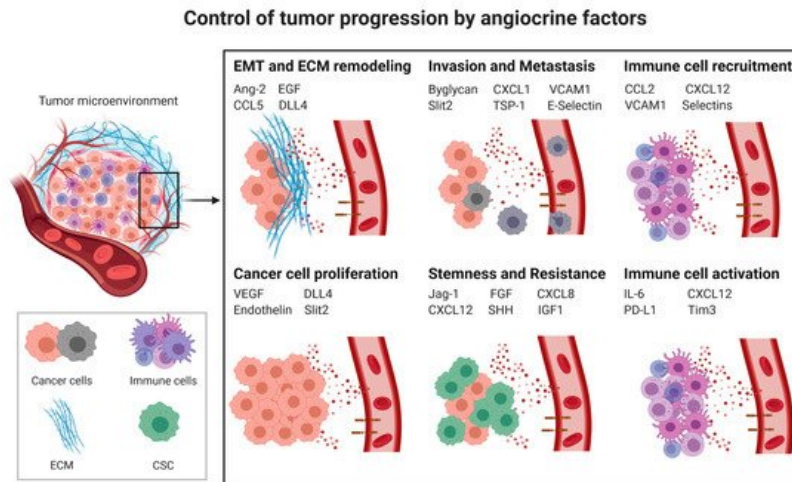 Control of tumor progression by angiocrine factors
Tumor microenvironment
EMT and ECM remodeling
Ang-2 EGF
CCL5 DLL4
Invasion and Metastasis
Byglycan CXCL1 VCAM1
Slit2 TSP-1 E-Selectin
Immune cell recruitment
CCL2 CXCL12
VCAM1 Selectins
Cancer cell proliferation
VEGF DLL4
Endothelin Slit2
Stemness and Resistance
Jag-1 FGF CXCL8
CXCL12 SHH IGF1
Immune cell activation
IL-6 CXCL12
PD-L1 Tim3
Cancer cells Immune cells
ECM CSC